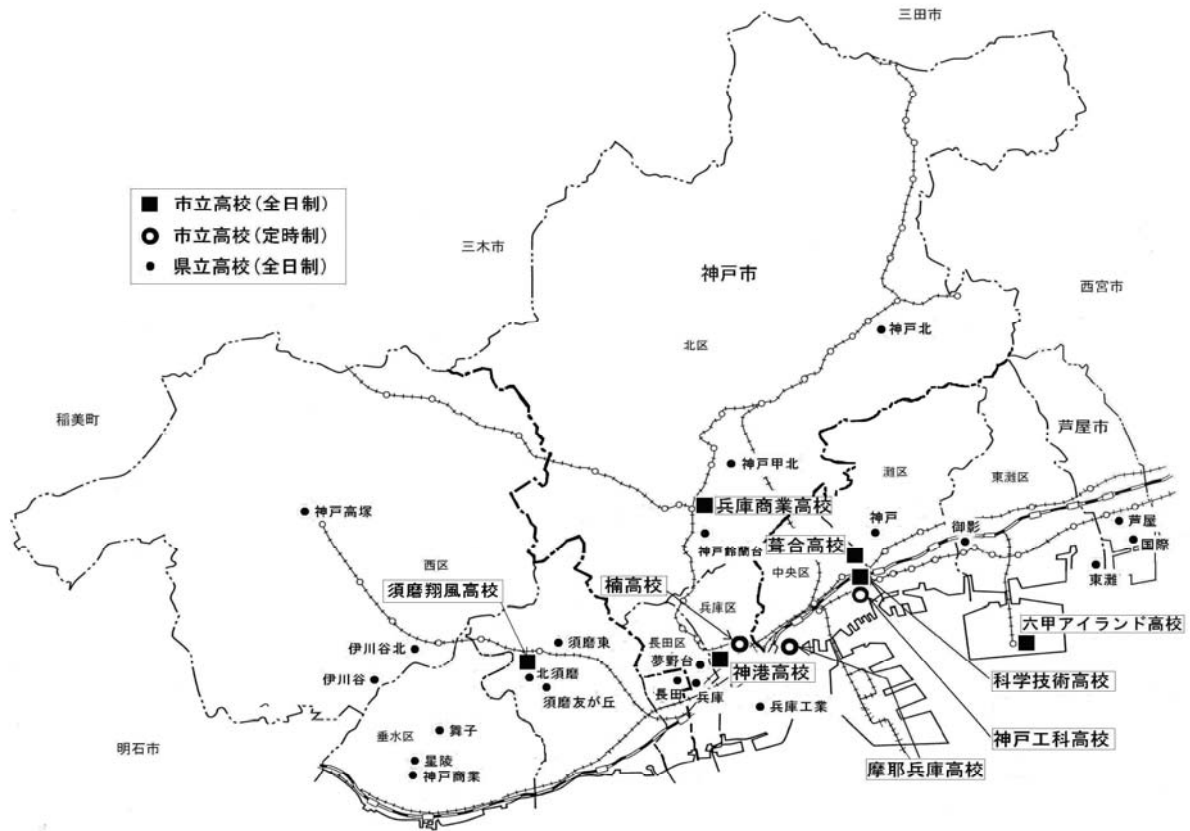 三田市
■ 市立高校(全日制)
市立高校(定時制)
● 県立高校(全日制)
三木市
神戸市
西宮市
北区
神戸北
稲美町
芦屋市
神戸甲北
灘区
東灘区
兵庫商業高校
神戸高塚
神戸
芦屋
御影
国際
神戸鈴蘭台
葺合高校
中央区
西区
東灘
須磨翔風高校
楠高校
兵庫区
六甲アイランド高校
須磨東
長田区
伊川谷北
夢野台
神港高校
北須磨
伊川谷
長田
兵庫
科学技術高校
須磨友が丘
兵庫工業
舞子
垂水区
神戸工科高校
明石市
星陵
摩耶兵庫高校
神戸商業